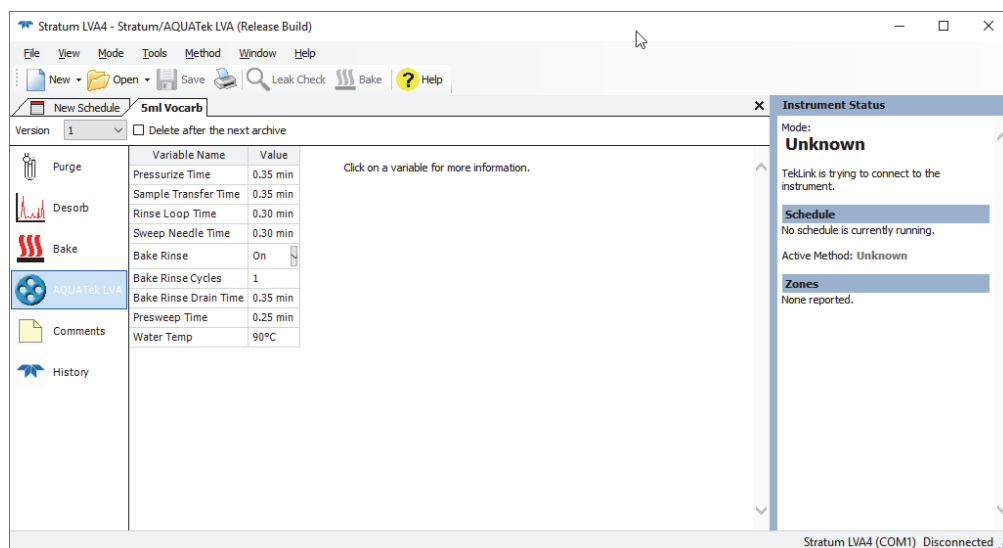 Stratum LVA4 - Stratum/AQUATek LVA (Release Build)
File View Mode Tools Method Window Help
New Open Save Leak Check Bake ? Help
New Schedule 5ml Vocarb
Version 1 Delete after the next archive
Purge
Desorb
Bake
AQUATek LVA
Comments
History
Variable Name Value
Pressurize Time 0.35 min
Sample Transfer Time 0.35 min
Rinse Loop Time 0.30 min
Sweep Needle Time 0.30 min
Bake Rinse On
Bake Rinse Cycles 1
Bake Rinse Drain Time 0.35 min
Presweep Time 0.25 min
Water Temp 90°C
Click on a variable for more information.
Instrument Status
Mode:
Unknown
TekLink is trying to connect to the
instrument.
Schedule
No schedule is currently running.
Active Method: Unknown
Zones
None reported.
Stratum LVA4 (COM1) Disconnected